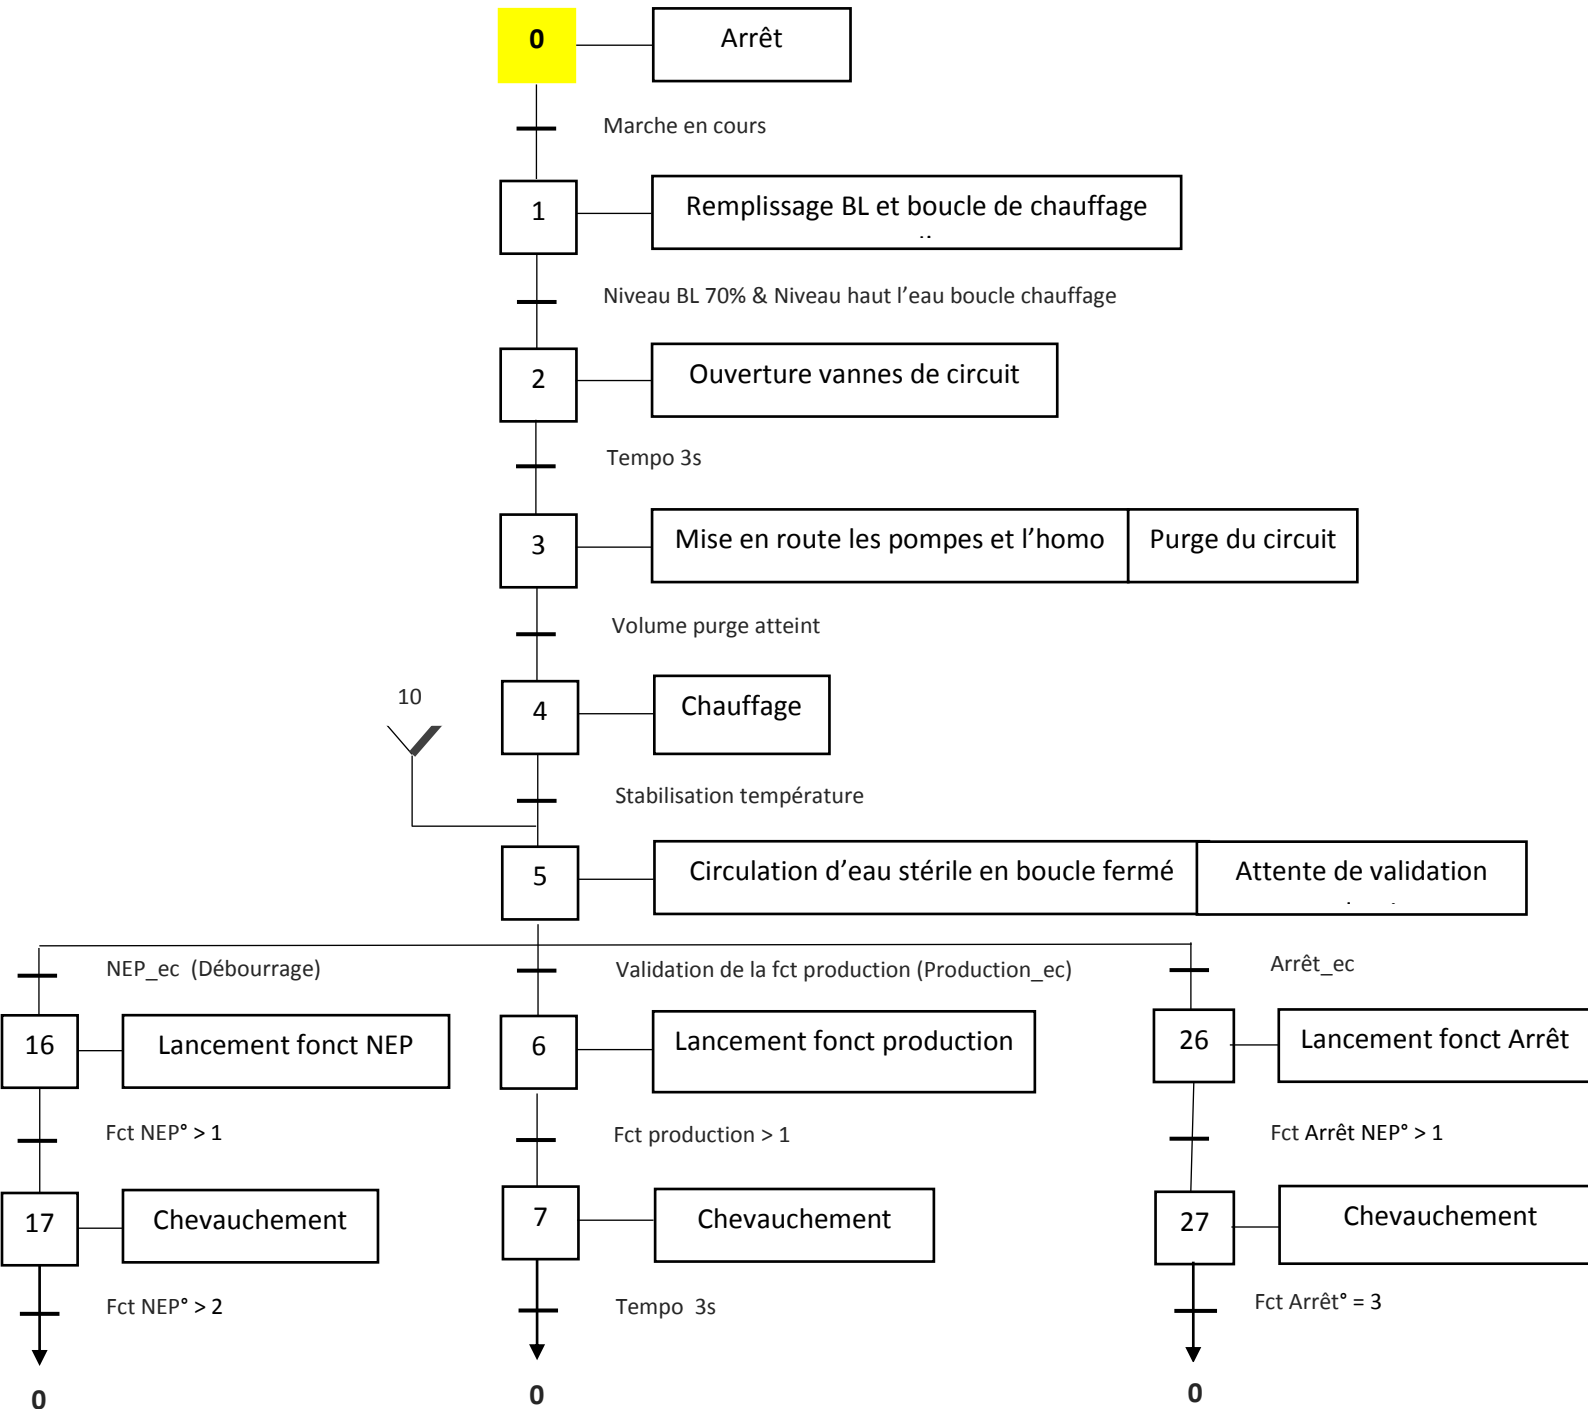 0
Arrêt
Marche en cours
1
Remplissage BL et boucle de chauffage
Niveau BL 70% & Niveau haut l’eau boucle chauffage
2
Ouverture vannes de circuit
Tempo 3s
3
Mise en route les pompes et l’homo
Purge du circuit
Volume purge atteint
10
4
Chauffage
Stabilisation température
5
Circulation d’eau stérile en boucle fermé
Attente de validation
NEP_ec (Débourrage)
Validation de la fct production (Production_ec)
Arrêt_ec
16
Lancement fonct NEP
6
Lancement fonct production
26
Lancement fonct Arrêt
Fct NEP° > 1
Fct production > 1
Fct Arrêt NEP° > 1
17
Chevauchement
7
Chevauchement
27
Chevauchement
Fct NEP° > 2
Tempo 3s
Fct Arrêt° = 3
0
0
0